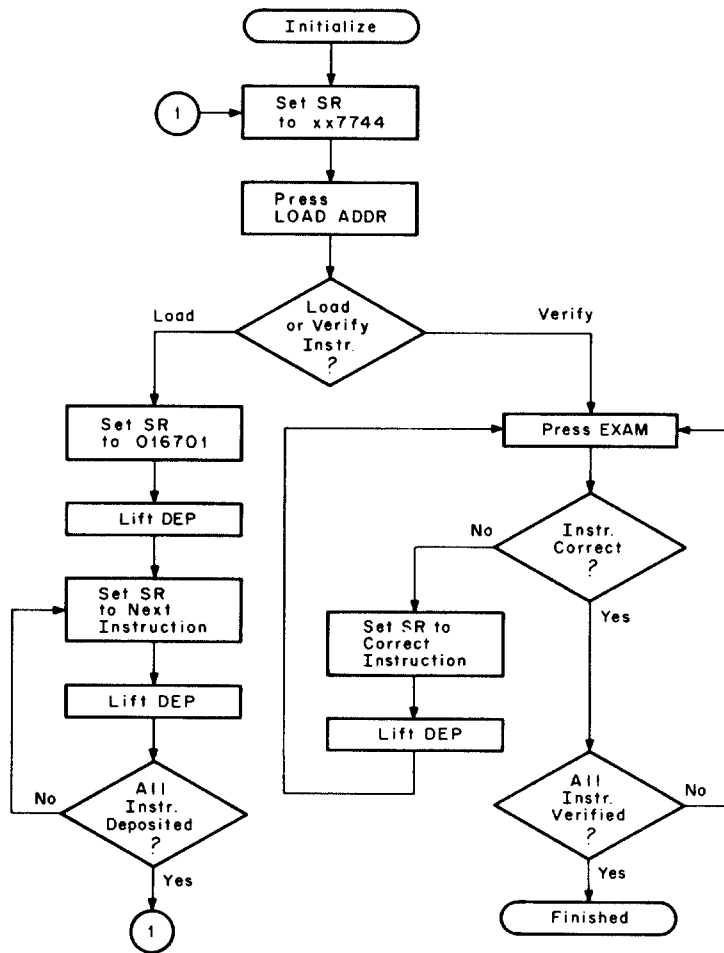 Initialize
1
Set SR
to xx7744
Press
LOAD ADDR
Load
or Verify
Instr.
?
Load
Verify
Set SR
to 016701
Lift DEP
Set SR
to Next
Instruction
Lift DEP
All
Instr.
Deposited
?
No
Yes
1
Press EXAM
Instr.
Correct
?
No
Yes
Set SR to
Correct
Instruction
Lift DEP
All
Instr.
Verified
?
No
Yes
Finished